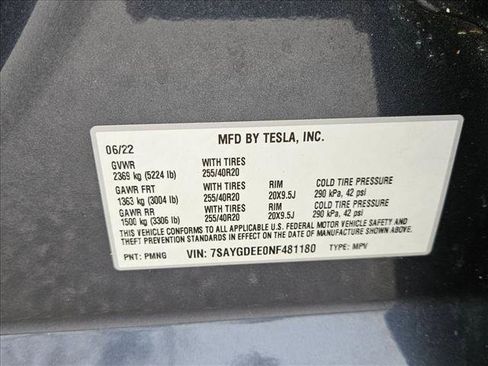 MFD BY TESLA, INC.
06/22
GVWR WITH TIRES
2369 kg (5224 lb) 255/40R20
GAWR FRT WITH TIRES RIM COLD TIRE PRESSURE
1363 kg (3004 lb) 255/40R20 20X9.5J 290 kPa, 42 psi
GAWR RR WITH TIRES RIM COLD TIRE PRESSURE
1500 kg (3306 lb) 255/40R20 20X9.5J 290 kPa, 42 psi
THIS VEHICLE CONFORMS TO ALL APPLICABLE U.S. FEDERAL MOTOR VEHICLE SAFETY AND
THEFT PREVENTION STANDARDS IN EFFECT ON THE DATE OF MANUFACTURE SHOWN ABOVE.
PNT: PMNG VIN: 7SAYGDEE0NF481180 TYPE: MPV